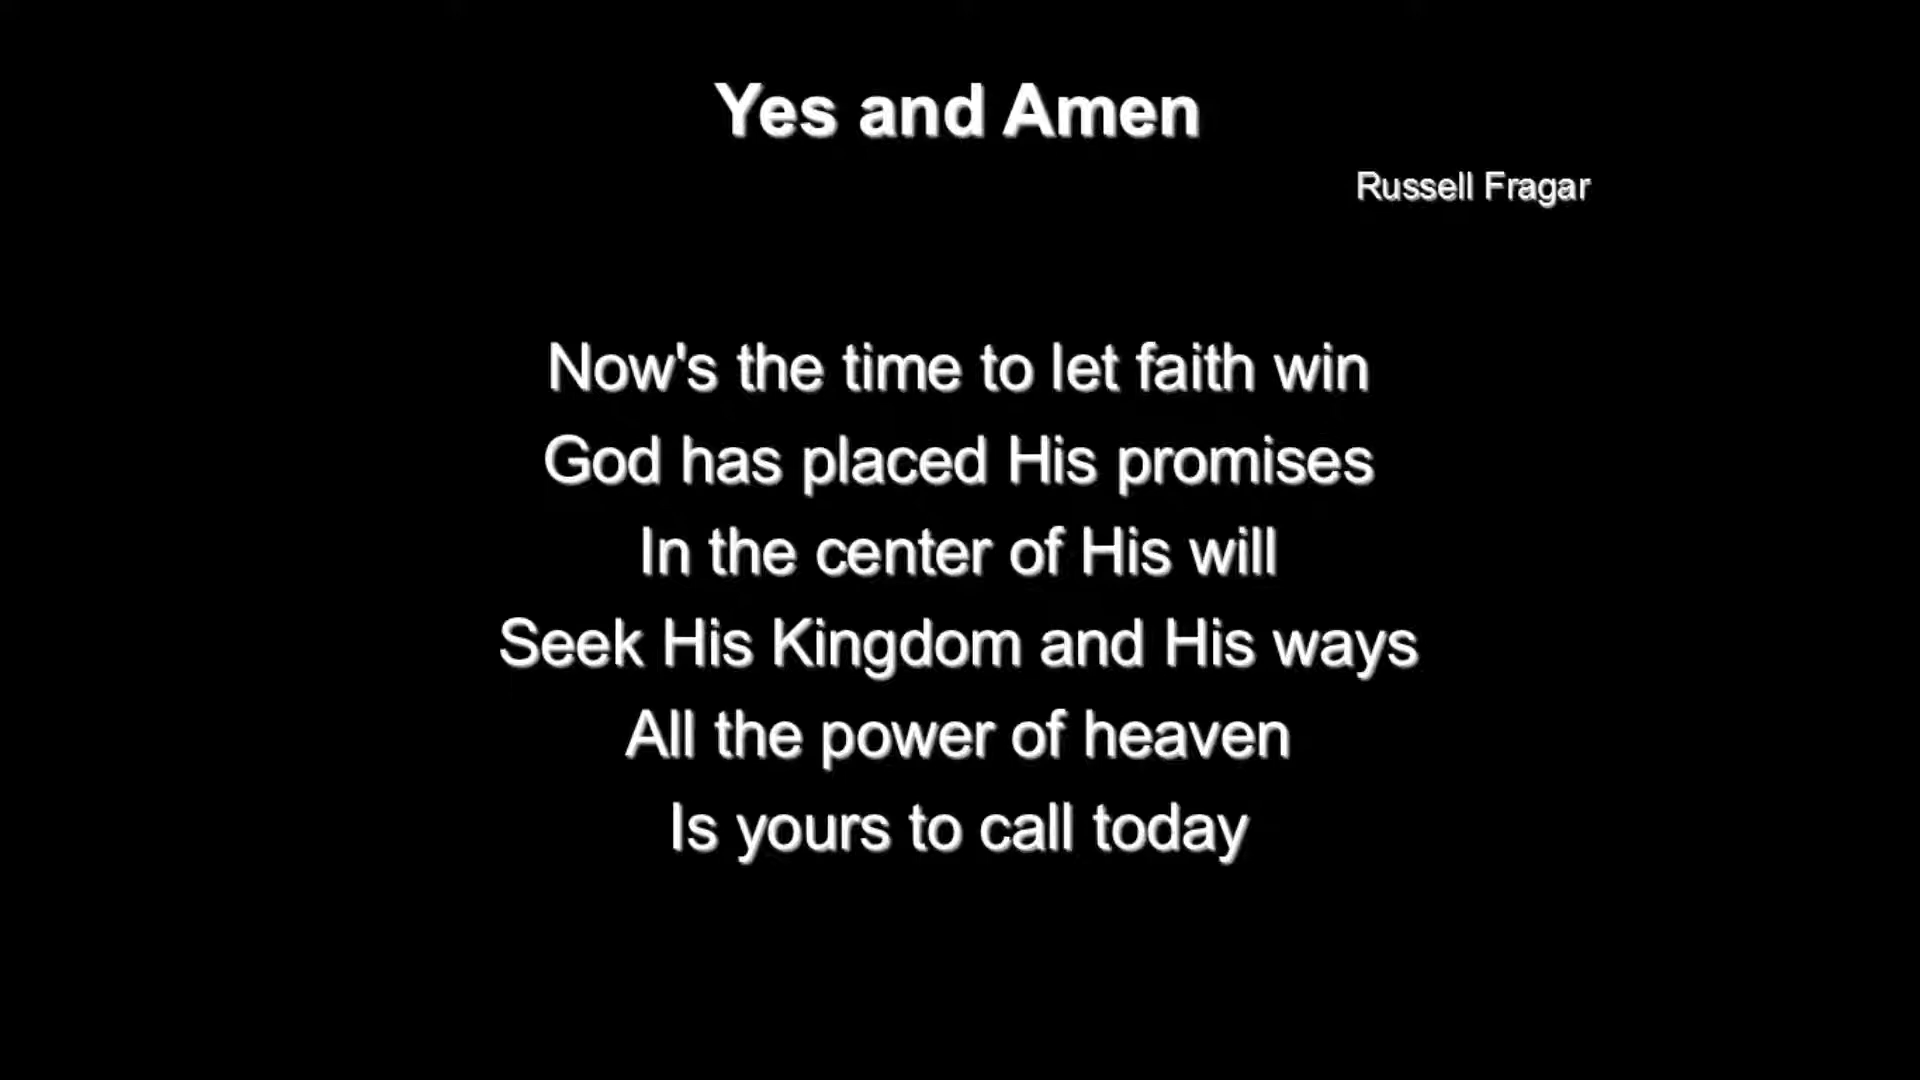 Yes and Amen
Russell Fragar
Now's the time to let faith win
God has placed His promises
In the center of His will
Seek His Kingdom and His ways
All the power of heaven
Is yours to call today